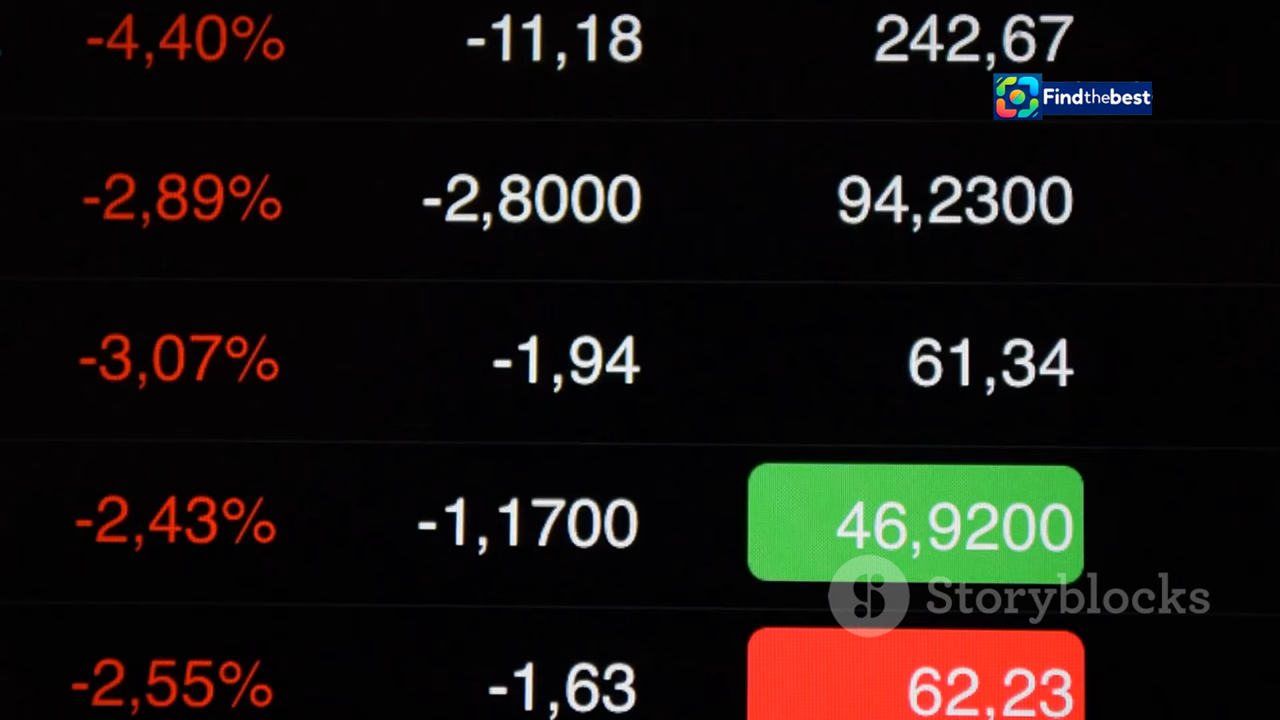 -4,40% -11,18 242,67
Findthebest
-2,89% -2,8000 94,2300
-3,07% -1,94 61,34
-2,43% -1,1700 46,9200
Storyblocks
-2,55% -1,63 62,23